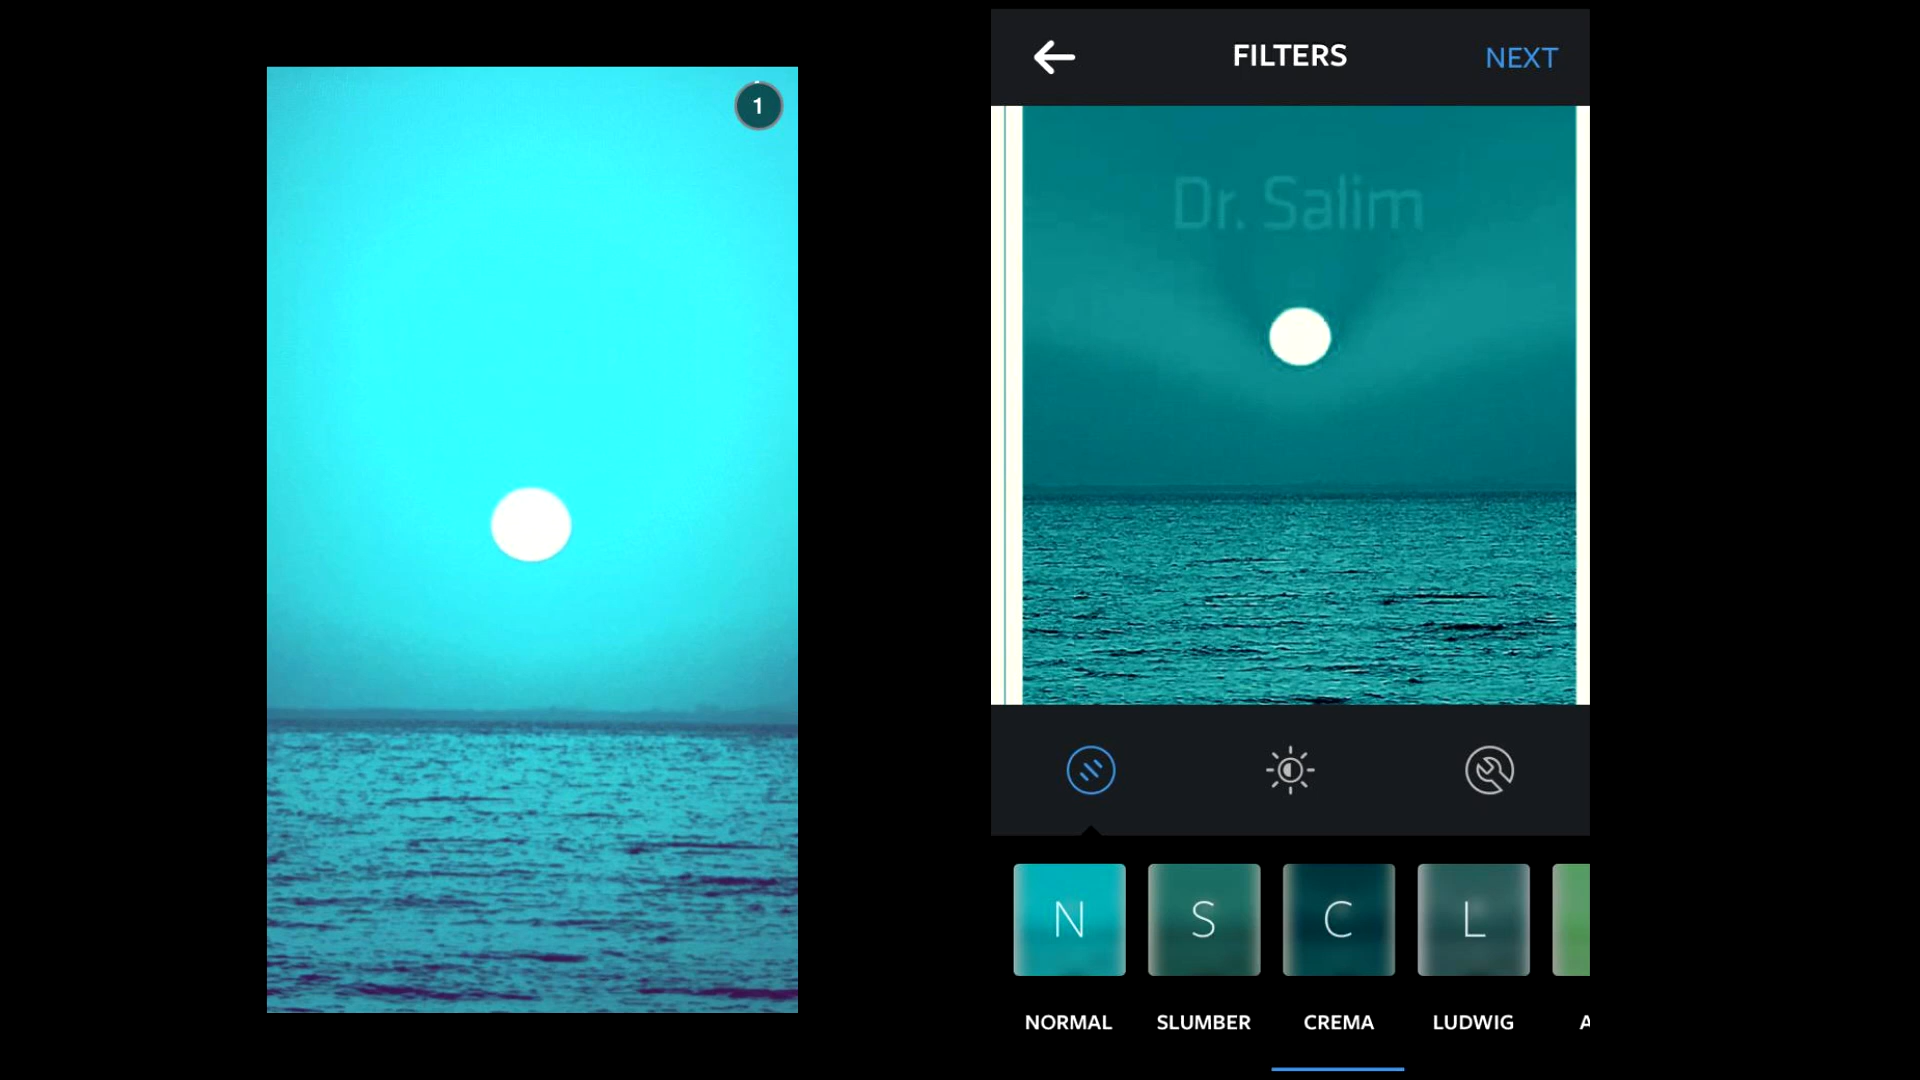 1
FILTERS
NEXT
Dr. Salim
N
S
C
L
NORMAL
SLUMBER
CREMA
LUDWIG
A